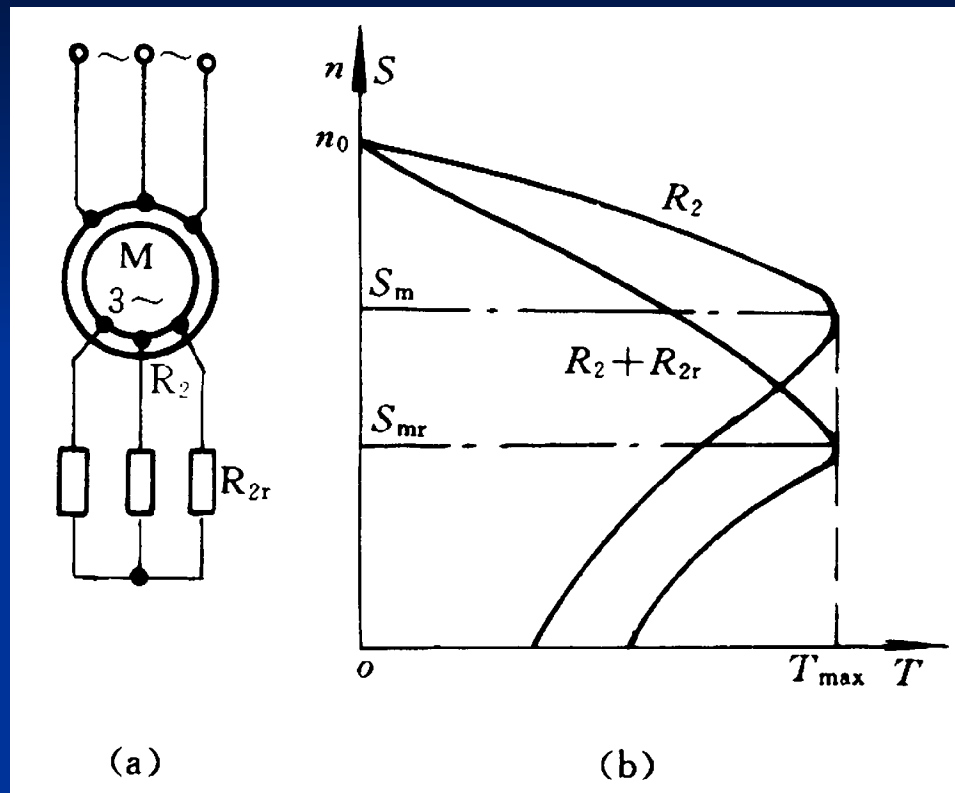 ~ ~
M
3~
R₂
R₂ᵣ
(a)
n S
n₀
R₂
Sₘ
R₂+R₂ᵣ
Sₘᵣ
o
Tₘₐₓ T
(b)